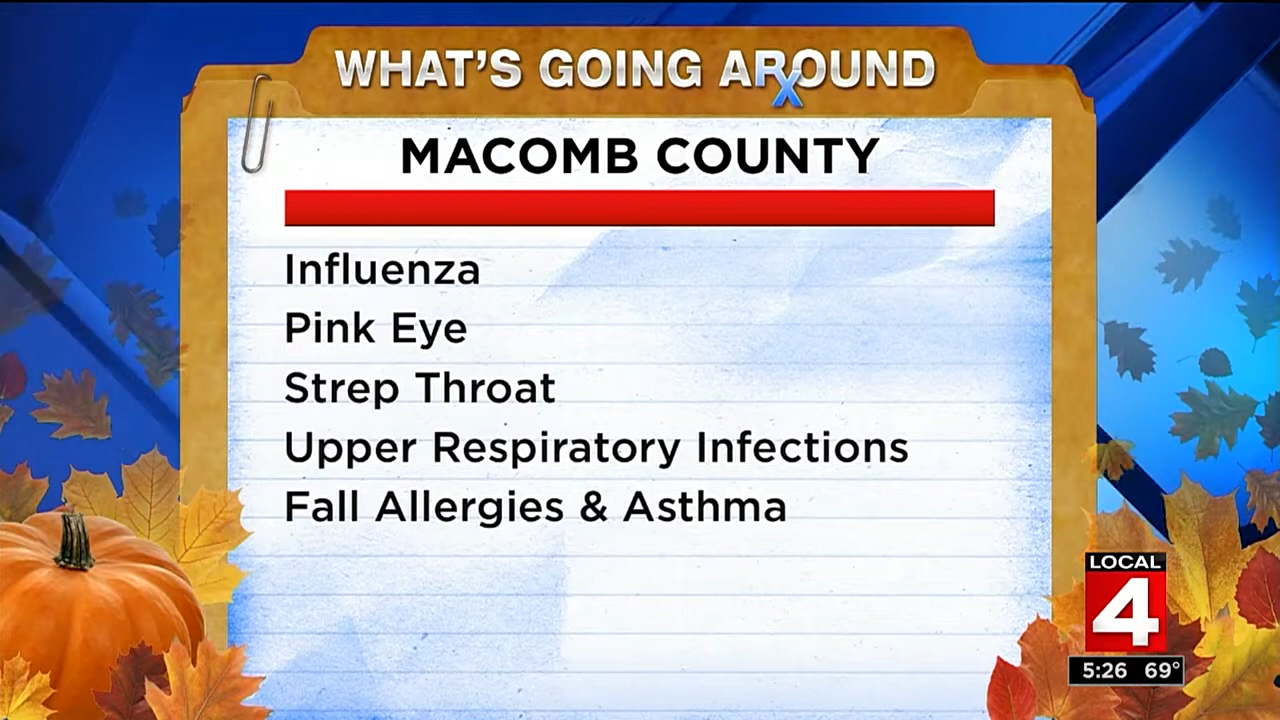 WHAT'S GOING ARxOUND
MACOMB COUNTY
Influenza
Pink Eye
Strep Throat
Upper Respiratory Infections
Fall Allergies & Asthma
LOCAL
4
5:26 69°